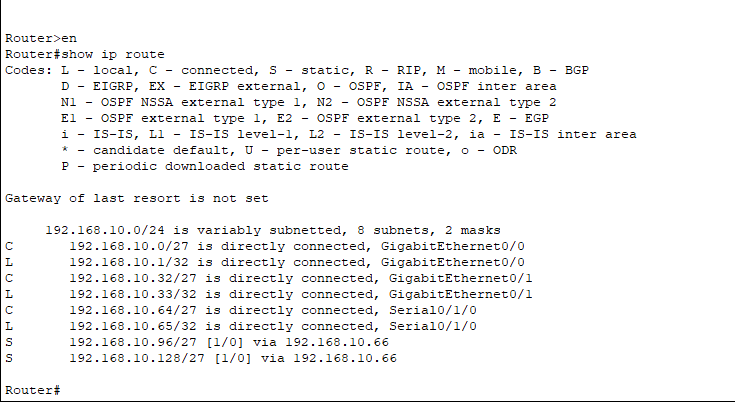 Router>en
Router#show ip route
Codes: L - local, C - connected, S - static, R - RIP, M - mobile, B - BGP
       D - EIGRP, EX - EIGRP external, O - OSPF, IA - OSPF inter area
       N1 - OSPF NSSA external type 1, N2 - OSPF NSSA external type 2
       E1 - OSPF external type 1, E2 - OSPF external type 2, E - EGP
       i - IS-IS, L1 - IS-IS level-1, L2 - IS-IS level-2, ia - IS-IS inter area
       * - candidate default, U - per-user static route, o - ODR
       P - periodic downloaded static route

Gateway of last resort is not set

     192.168.10.0/24 is variably subnetted, 8 subnets, 2 masks
C       192.168.10.0/27 is directly connected, GigabitEthernet0/0
L       192.168.10.1/32 is directly connected, GigabitEthernet0/0
C       192.168.10.32/27 is directly connected, GigabitEthernet0/1
L       192.168.10.33/32 is directly connected, GigabitEthernet0/1
C       192.168.10.64/27 is directly connected, Serial0/1/0
L       192.168.10.65/32 is directly connected, Serial0/1/0
S       192.168.10.96/27 [1/0] via 192.168.10.66
S       192.168.10.128/27 [1/0] via 192.168.10.66

Router#